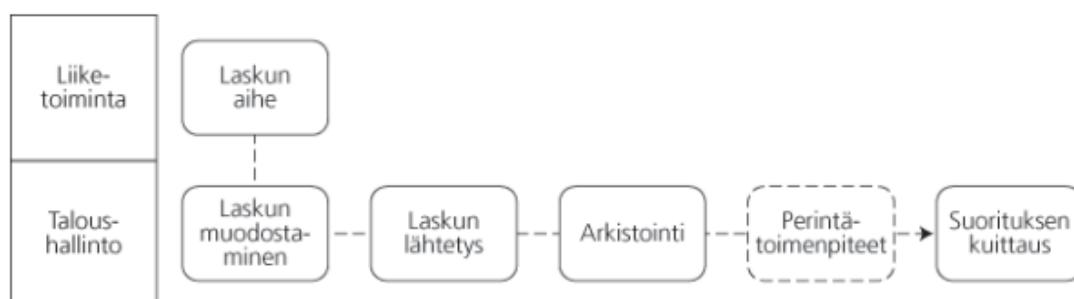 Liike-
toiminta
Laskun
aihe
Talous-
hallinto
Laskun
muodosta-
minen
Laskun
lähtetys
Arkistointi
Perintä-
toimenpiteet
Suorituksen
kuittaus